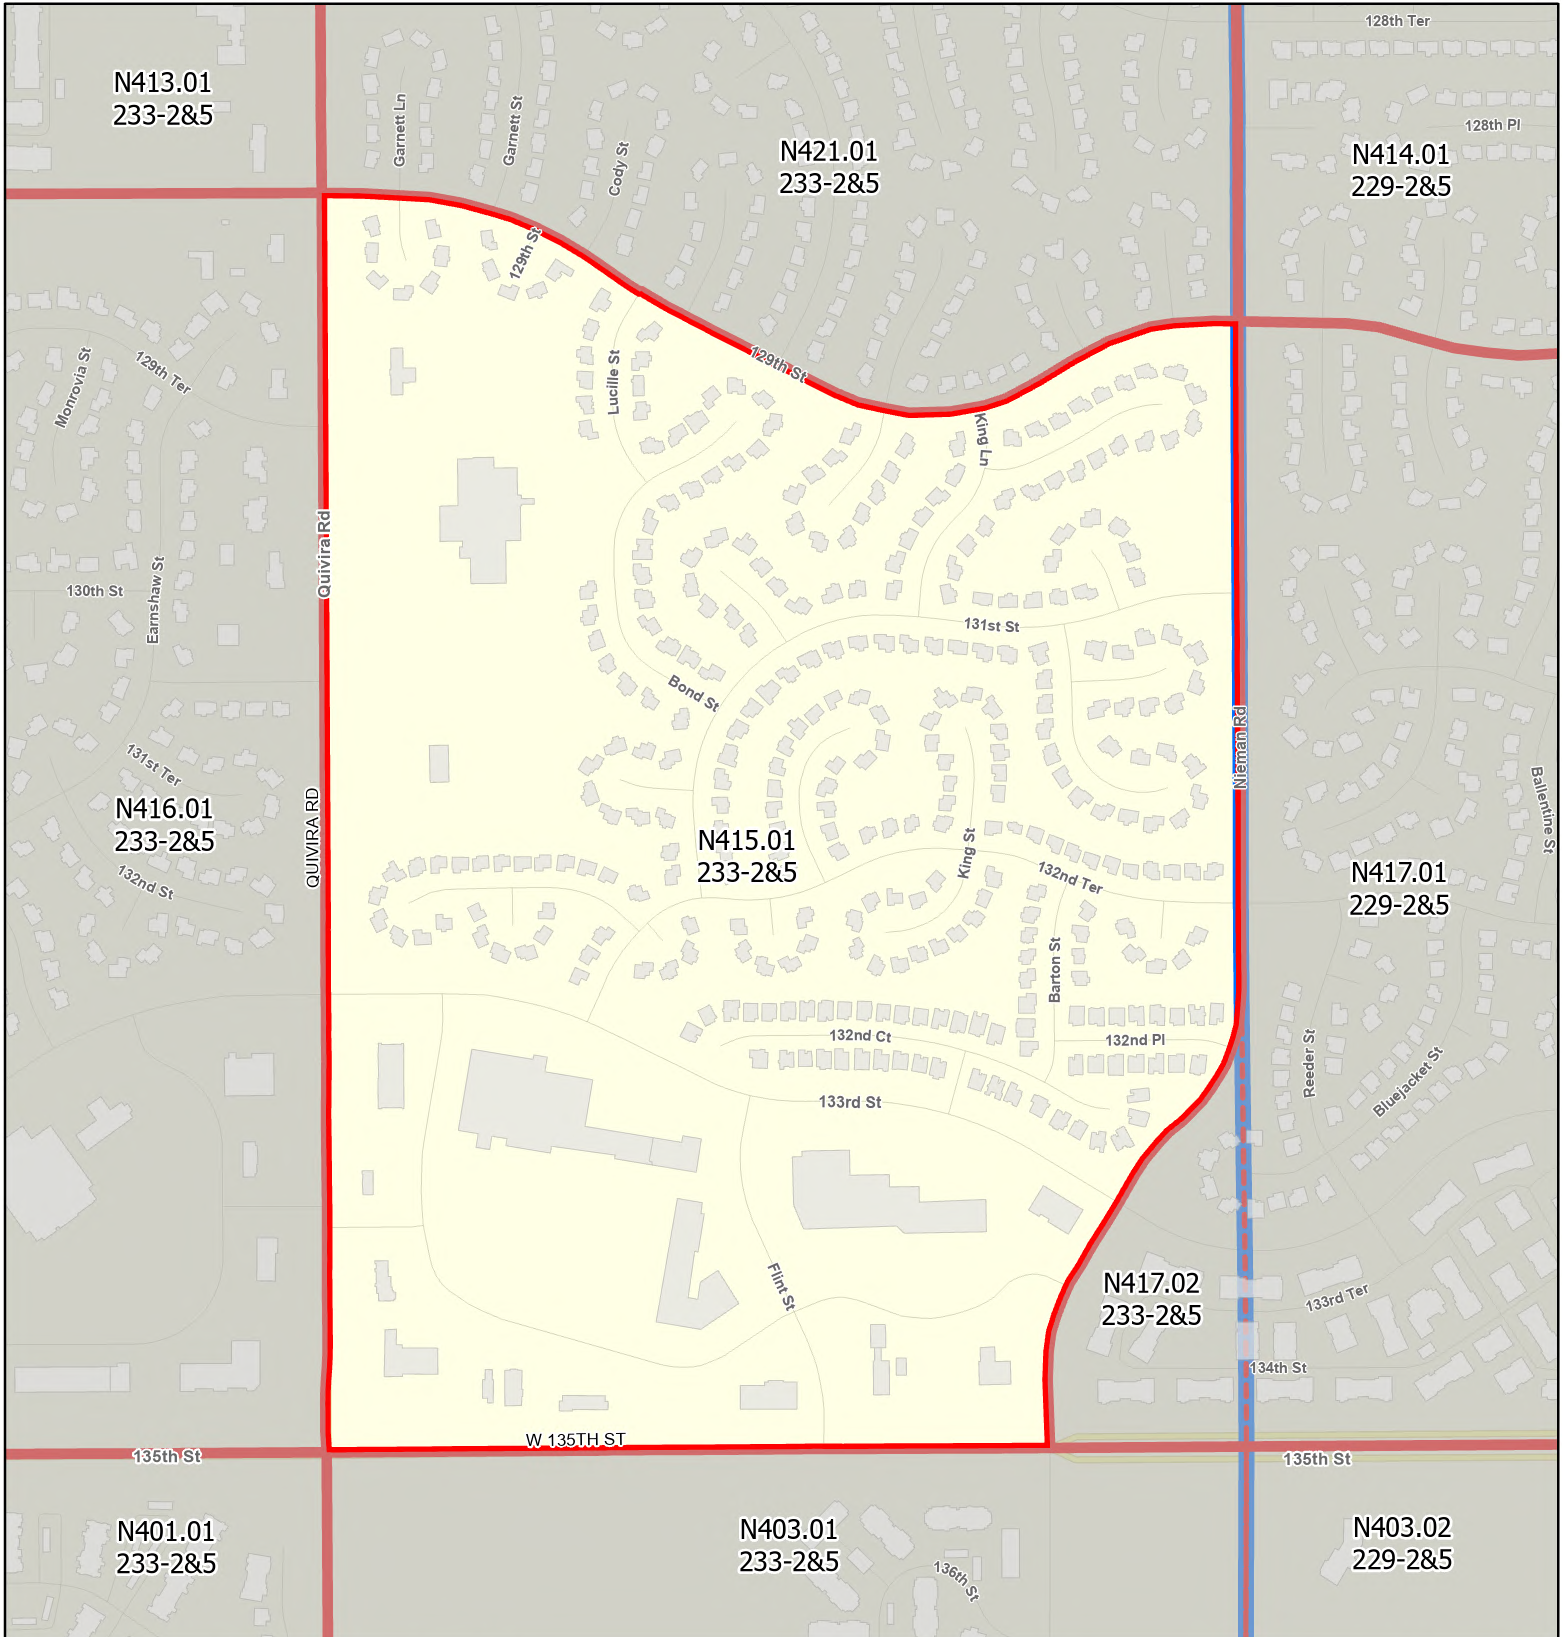 128th Ter
N413.01
233-2&5
Garnett Ln
Garnett St
Cody St
N421.01
233-2&5
128th Pl
N414.01
229-2&5
129th St
129th St
Monrovia St
129th Ter
Lucille St
King Ln
Quivira Rd
130th St
Earnshaw St
131st St
Bond St
Nieman Rd
131st Ter
N416.01
233-2&5
QUIVIRA RD
132nd St
N415.01
233-2&5
King St
132nd Ter
Ballentine St
N417.01
229-2&5
Barton St
132nd Ct
132nd Pl
Reeder St
Bluejacket St
133rd St
Flint St
N417.02
233-2&5
133rd Ter
134th St
W 135TH ST
135th St
135th St
N401.01
233-2&5
N403.01
233-2&5
136th St
N403.02
229-2&5